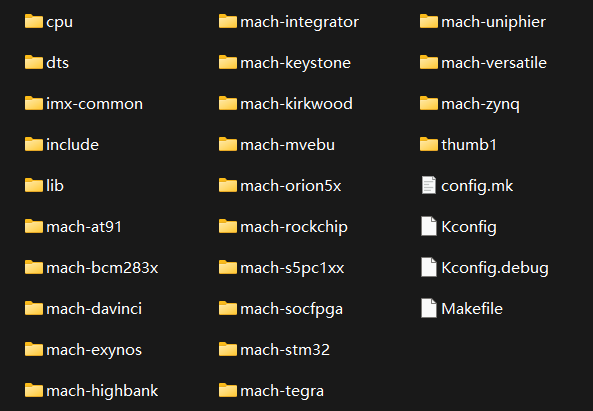 cpu
dts
imx-common
include
lib
mach-at91
mach-bcm283x
mach-davinci
mach-exynos
mach-highbank
mach-integrator
mach-keystone
mach-kirkwood
mach-mvebu
mach-orion5x
mach-rockchip
mach-s5pc1xx
mach-socfpga
mach-stm32
mach-tegra
mach-uniphier
mach-versatile
mach-zynq
thumb1
config.mk
Kconfig
Kconfig.debug
Makefile